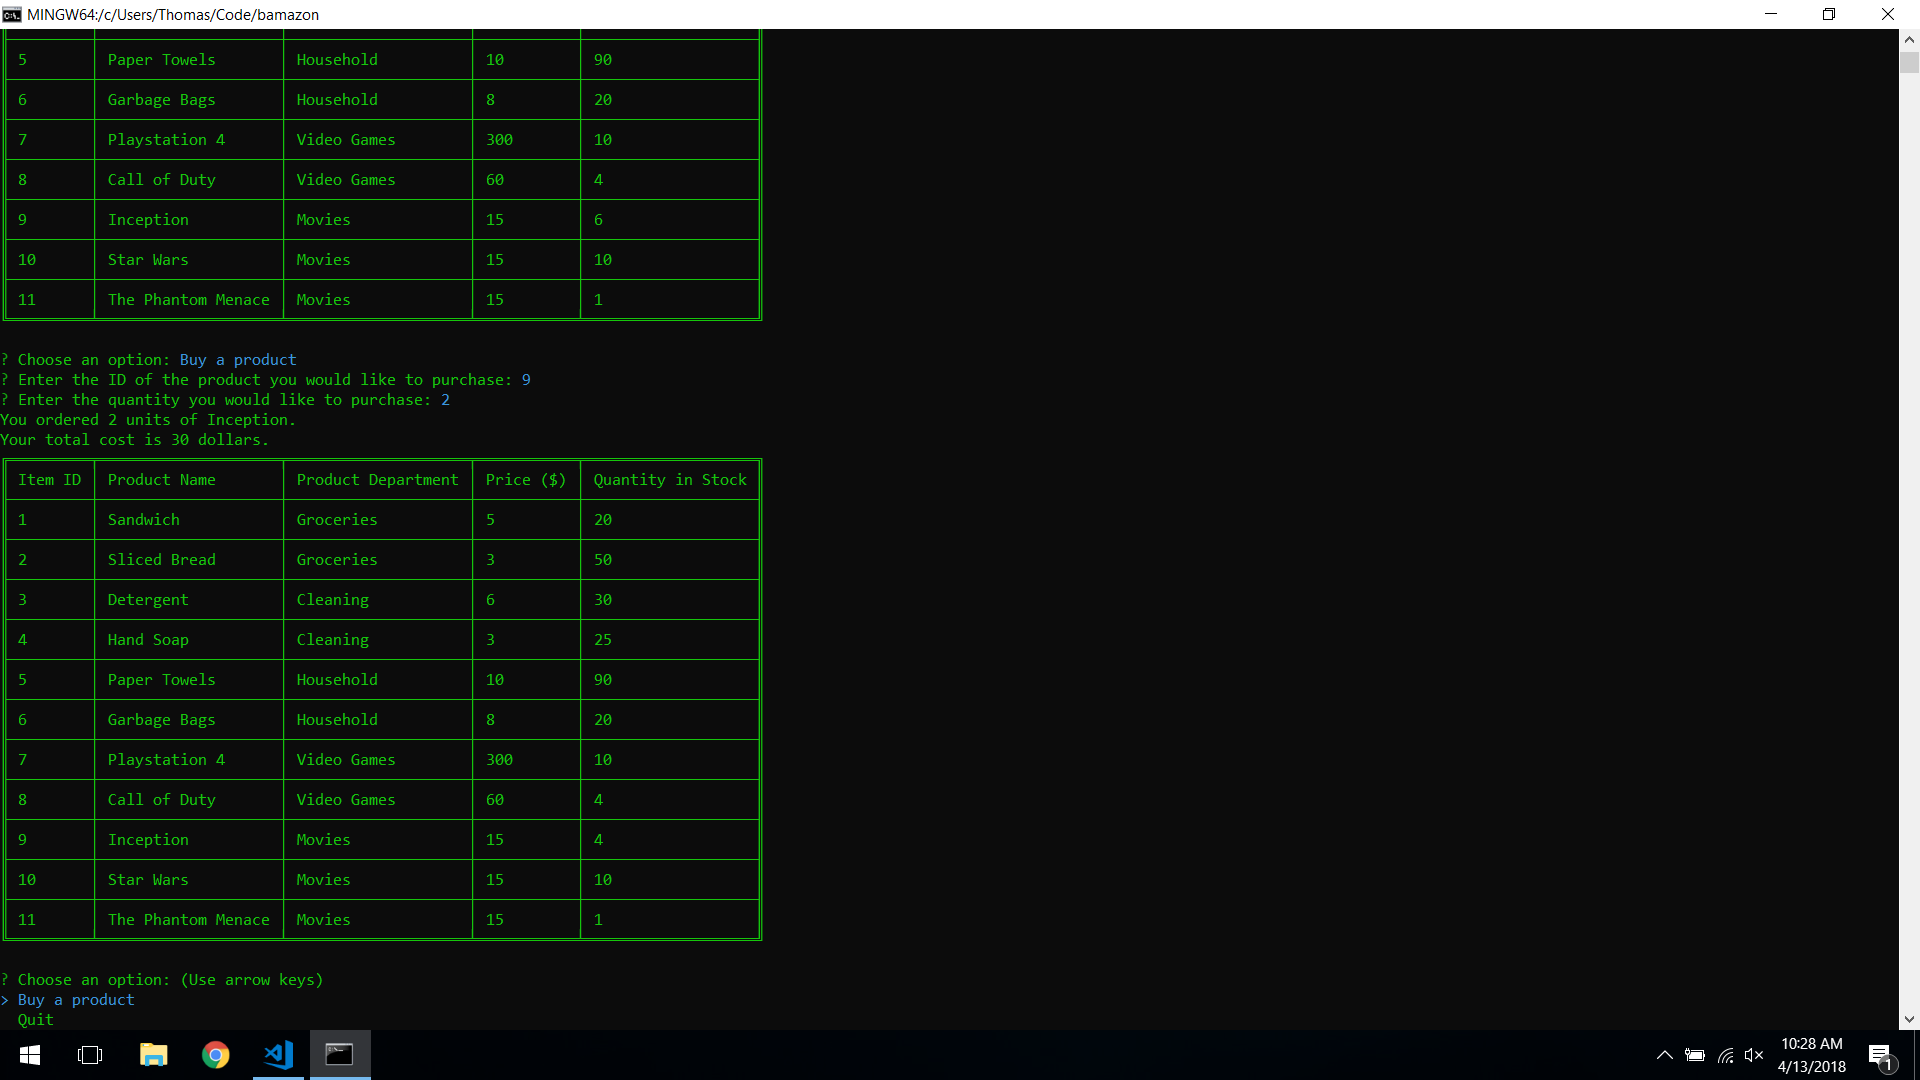 MINGW64:/c/Users/Thomas/Code/bamazon
5 Paper Towels Household 10 90
6 Garbage Bags Household 8 20
7 Playstation 4 Video Games 300 10
8 Call of Duty Video Games 60 4
9 Inception Movies 15 6
10 Star Wars Movies 15 10
11 The Phantom Menace Movies 15 1
? Choose an option: Buy a product
? Enter the ID of the product you would like to purchase: 9
? Enter the quantity you would like to purchase: 2
You ordered 2 units of Inception.
Your total cost is 30 dollars.
Item ID Product Name Product Department Price ($) Quantity in Stock
1 Sandwich Groceries 5 20
2 Sliced Bread Groceries 3 50
3 Detergent Cleaning 6 30
4 Hand Soap Cleaning 3 25
5 Paper Towels Household 10 90
6 Garbage Bags Household 8 20
7 Playstation 4 Video Games 300 10
8 Call of Duty Video Games 60 4
9 Inception Movies 15 4
10 Star Wars Movies 15 10
11 The Phantom Menace Movies 15 1
? Choose an option: (Use arrow keys)
> Buy a product
Quit
10:28 AM
4/13/2018
1